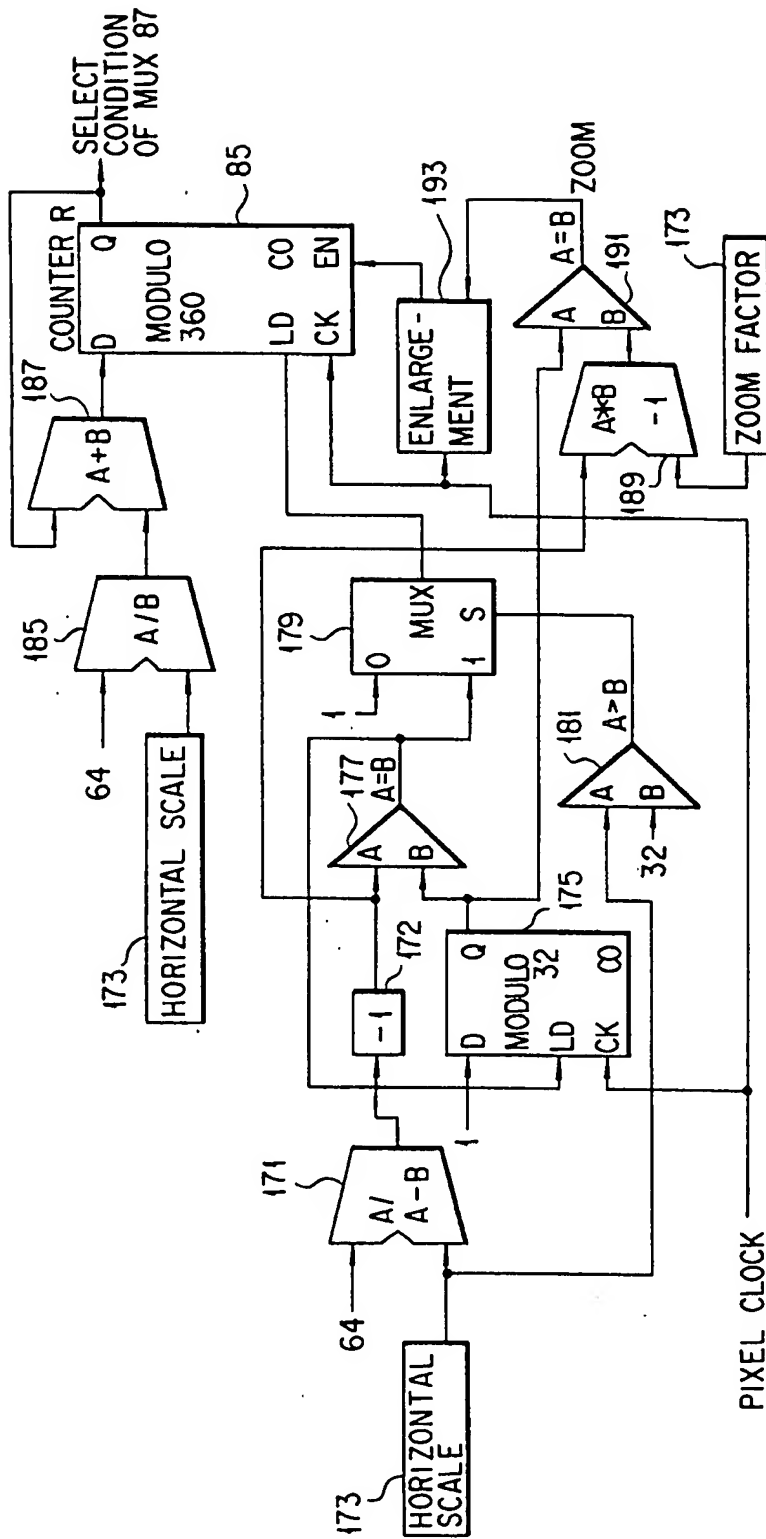 SELECT
CONDITION
OF MUX 87
COUNTER R
85
D Q
MODULO
360
LD CO
CK EN
187
A+B
185
A/B
64
173
HORIZONTAL SCALE
193
ENLARGE-
MENT
ZOOM
A=B
191
A
B
A*B
-1
189
173
ZOOM FACTOR
179
1
0
MUX
1
S
177
A=B
A
B
181
A>B
A
B
32
172
-1
175
D Q
MODULO
32
LD
CK CO
1
171
A/
A-B
64
173
HORIZONTAL
SCALE
PIXEL CLOCK